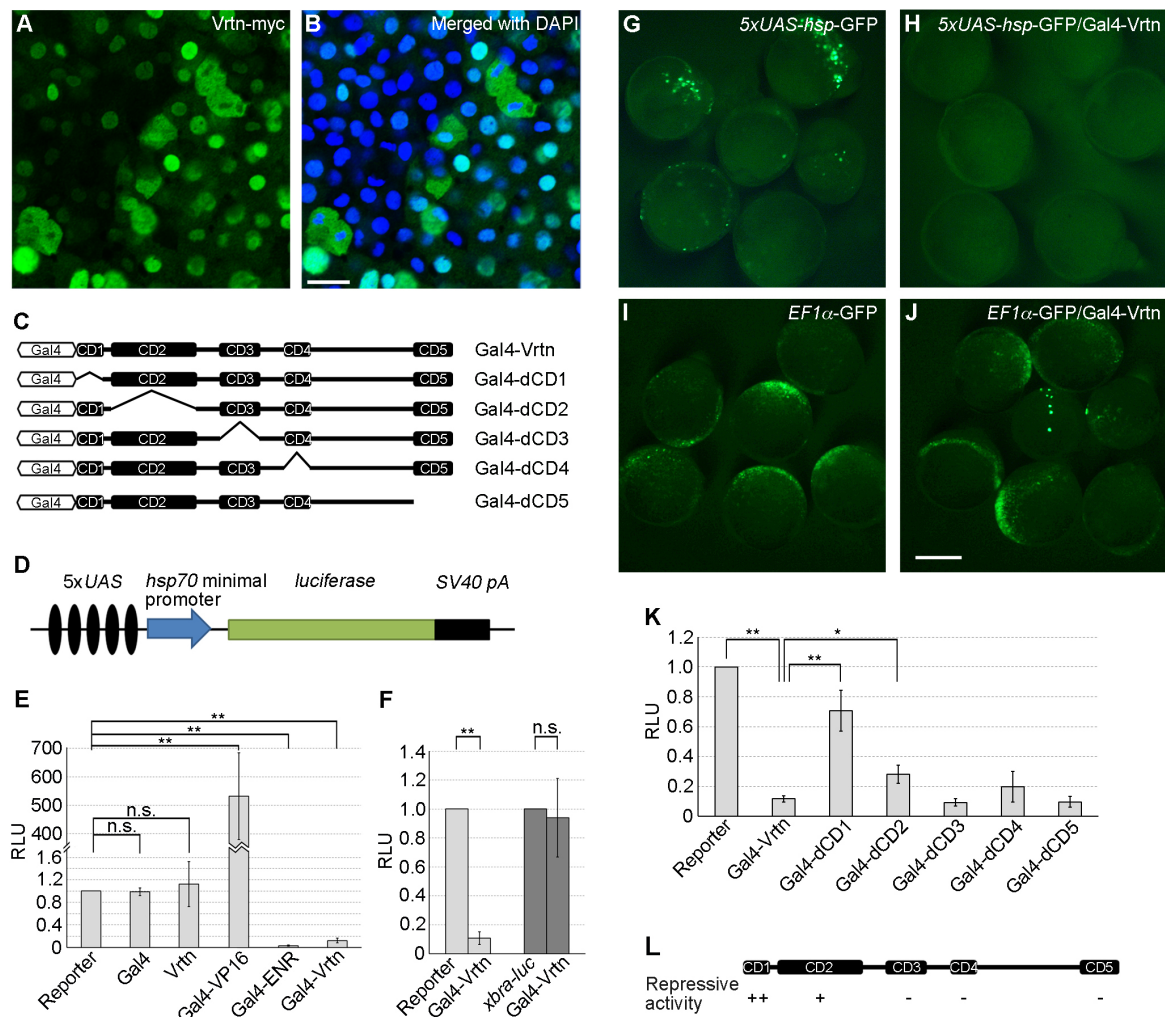 A Vrtn-myc
B Merged with DAPI
C
Gal4 CD1 CD2 CD3 CD4 CD5 Gal4-Vrtn
Gal4 CD2 CD3 CD4 CD5 Gal4-dCD1
Gal4 CD1 CD3 CD4 CD5 Gal4-dCD2
Gal4 CD1 CD2 CD4 CD5 Gal4-dCD3
Gal4 CD1 CD2 CD3 CD5 Gal4-dCD4
Gal4 CD1 CD2 CD3 CD4 Gal4-dCD5
D
5xUAS hsp70 minimal promoter luciferase SV40 pA
E
**
**
**
n.s.
n.s.
RLU
700
600
500
400
1.6
1.2
0.8
0.4
0
Reporter
Gal4
Vrtn
Gal4-VP16
Gal4-ENR
Gal4-Vrtn
F
**
n.s.
RLU
1.4
1.2
1.0
0.8
0.6
0.4
0.2
0
Reporter
Gal4-Vrtn
xbra-luc
Gal4-Vrtn
G 5xUAS-hsp-GFP
H 5xUAS-hsp-GFP/Gal4-Vrtn
I EF1α-GFP
J EF1α-GFP/Gal4-Vrtn
K
**
*
**
RLU
1.2
1.0
0.8
0.6
0.4
0.2
0
Reporter
Gal4-Vrtn
Gal4-dCD1
Gal4-dCD2
Gal4-dCD3
Gal4-dCD4
Gal4-dCD5
L
CD1 CD2 CD3 CD4 CD5
Repressive
activity ++ + - - -